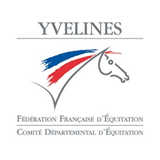 YVELINES
FÉDÉRATION FRANÇAISE D'ÉQUITATION
COMITÉ DÉPARTEMENTAL D'ÉQUITATION